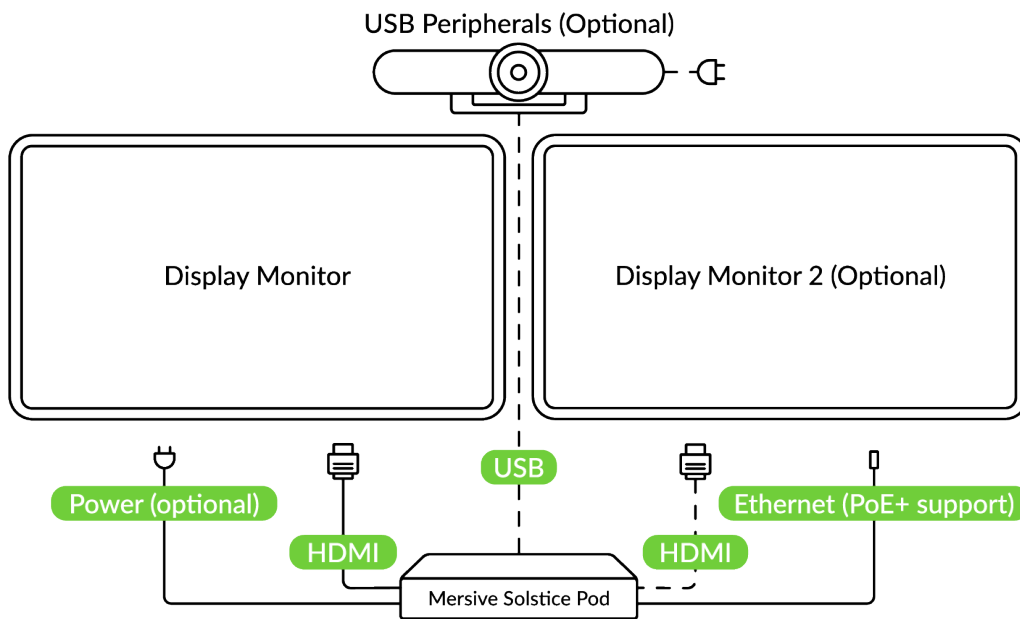 USB Peripherals (Optional)
Display Monitor
Display Monitor 2 (Optional)
USB
Power (optional)
Ethernet (PoE+ support)
HDMI
HDMI
Mersive Solstice Pod